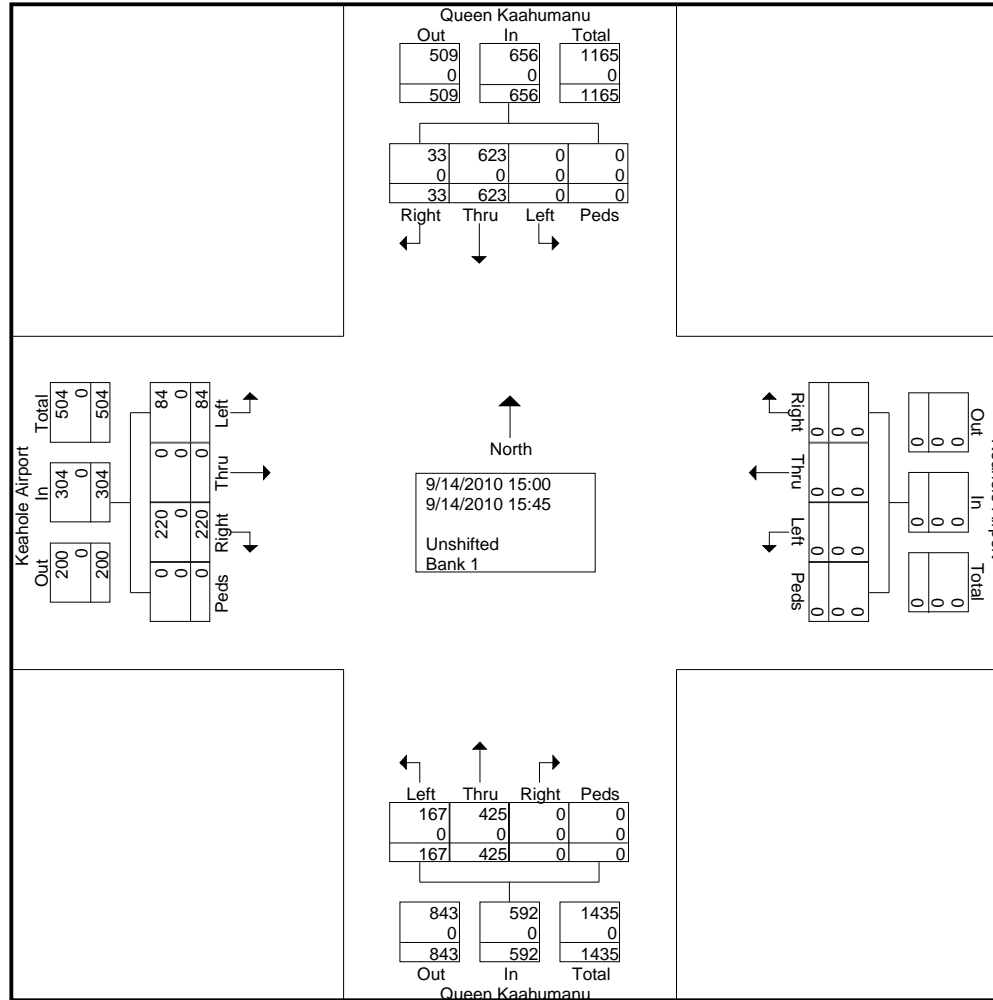 Queen Kaahumanu
Out In Total
509 656 1165
0 0 0
509 656 1165
33 623 0 0
0 0 0 0
33 623 0 0
Right Thru Left Peds
Keahole Airport
Total In Out
504 304 200
0 0 0
504 304 200
84 0 220 0
0 0 0 0
84 0 220 0
Left Thru Right Peds
North
9/14/2010 15:00
9/14/2010 15:45
Unshifted
Bank 1
Right Thru Left Peds
0 0 0 0
0 0 0 0
0 0 0 0
0 0 0
0 0 0
0 0 0
Out In Total
Left Thru Right Peds
167 425 0 0
0 0 0 0
167 425 0 0
843 592 1435
0 0 0
843 592 1435
Out In Total
Queen Kaahumanu